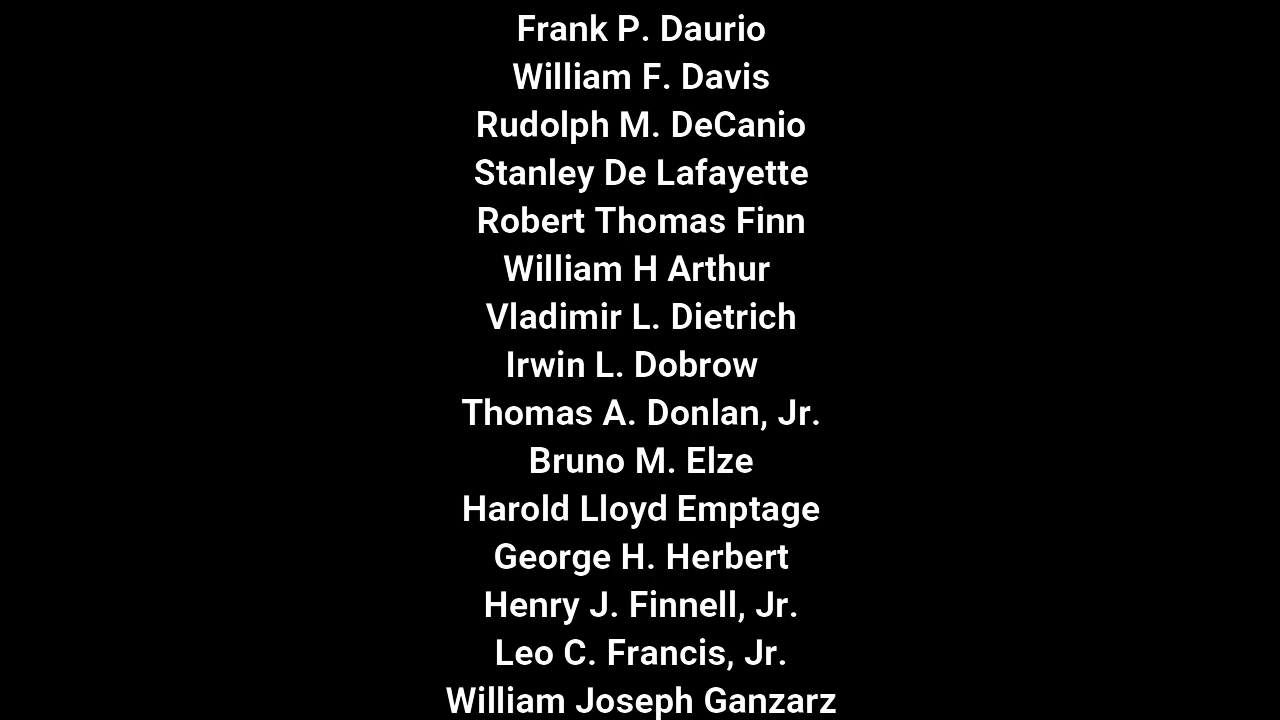 Frank P. Daurio
William F. Davis
Rudolph M. DeCanio
Stanley De Lafayette
Robert Thomas Finn
William H Arthur
Vladimir L. Dietrich
Irwin L. Dobrow
Thomas A. Donlan, Jr.
Bruno M. Elze
Harold Lloyd Emptage
George H. Herbert
Henry J. Finnell, Jr.
Leo C. Francis, Jr.
William Joseph Ganzarz